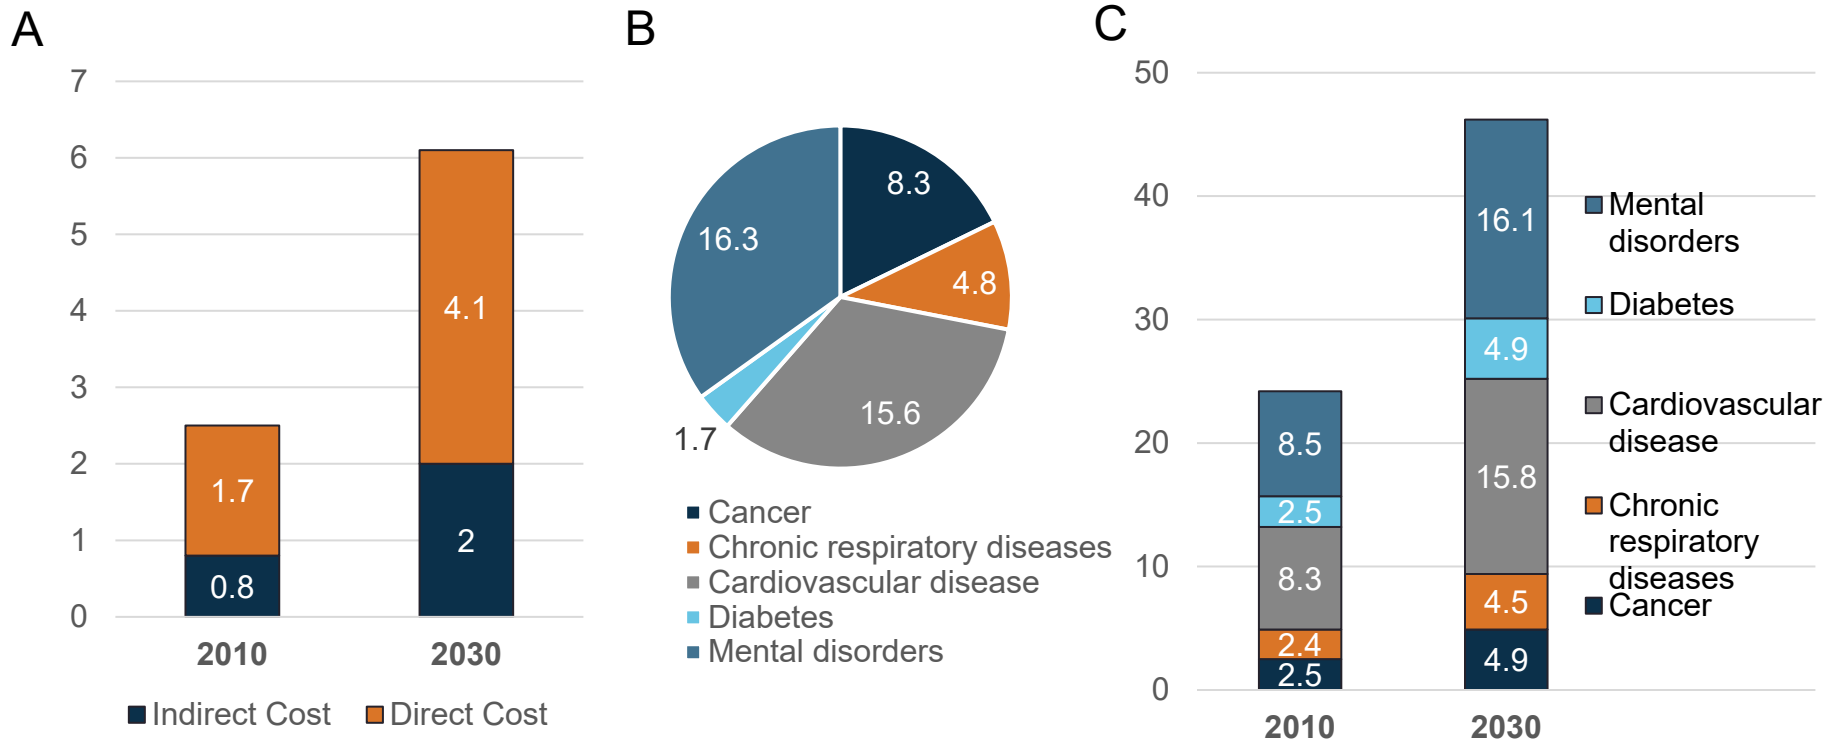 A
7
6
5
4
3
2
1
0
4.1
2
1.7
0.8
2010
2030
Indirect Cost
Direct Cost
B
8.3
4.8
15.6
1.7
16.3
Cancer
Chronic respiratory diseases
Cardiovascular disease
Diabetes
Mental disorders
C
50
40
30
20
10
0
8.5
2.5
8.3
2.4
2.5
16.1
4.9
15.8
4.5
4.9
2010
2030
Mental
disorders
Diabetes
Cardiovascular
disease
Chronic
respiratory
diseases
Cancer